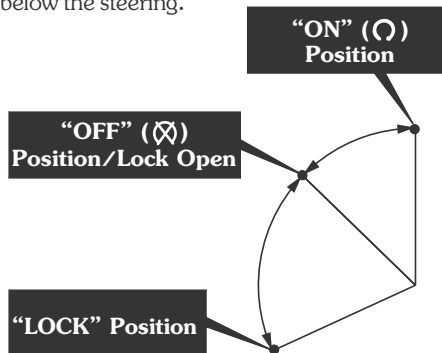 below the steering.
“ON” (Ω)
Position
“OFF” (⊗)
Position/Lock Open
“LOCK” Position